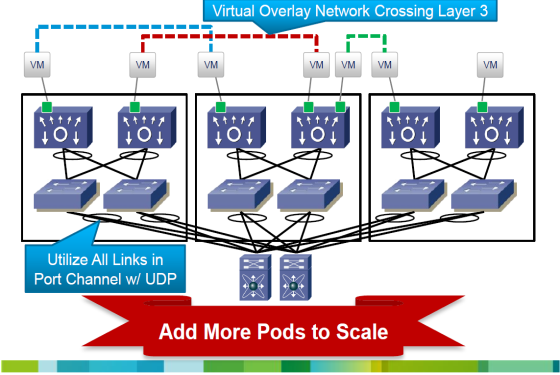 Virtual Overlay Network Crossing Layer 3
VM
VM
VM
VM
VM
VM
VM
Utilize All Links in
Port Channel w/ UDP
Add More Pods to Scale